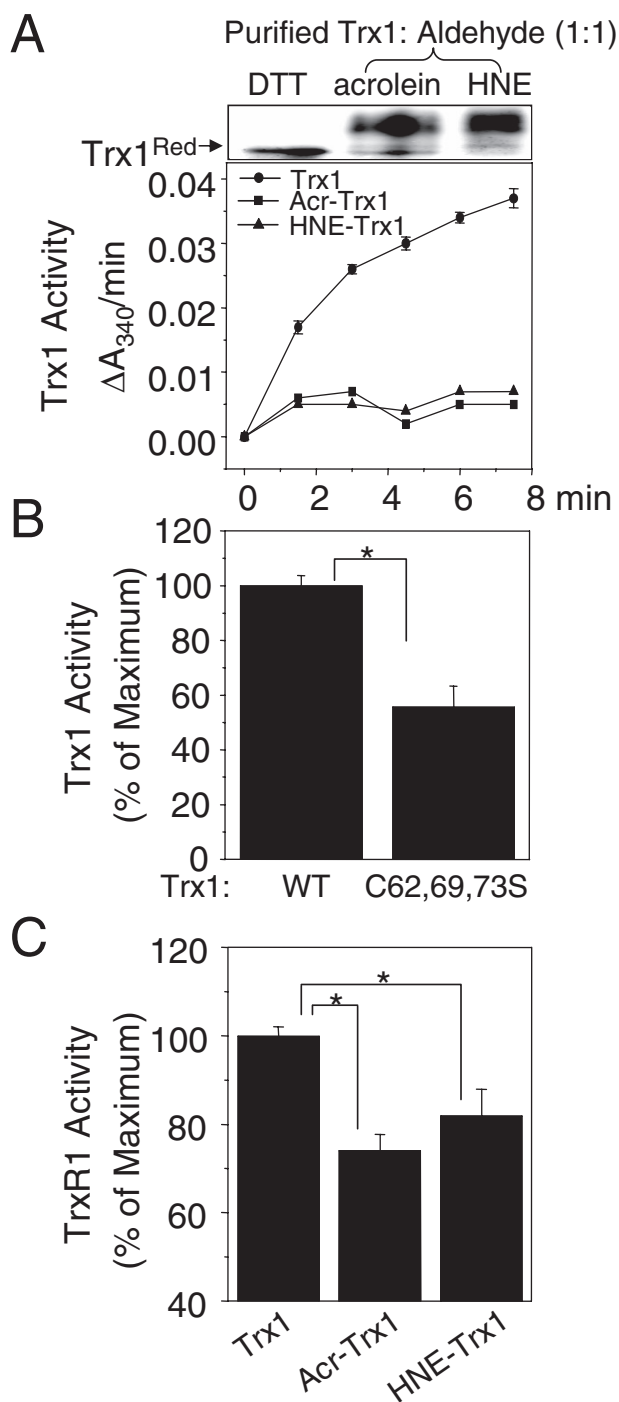 A
Purified Trx1: Aldehyde (1:1)
DTT acrolein HNE
Trx1Red→
Trx1
Acr-Trx1
HNE-Trx1
0.04
0.03
0.02
0.01
0.00
Trx1 Activity
ΔA340/min
0 2 4 6 8 min
B
120
100
80
60
40
20
0
Trx1 Activity
(% of Maximum)
*
Trx1: WT C62,69,73S
C
120
100
80
60
40
TrxR1 Activity
(% of Maximum)
*
*
Trx1
Acr-Trx1
HNE-Trx1